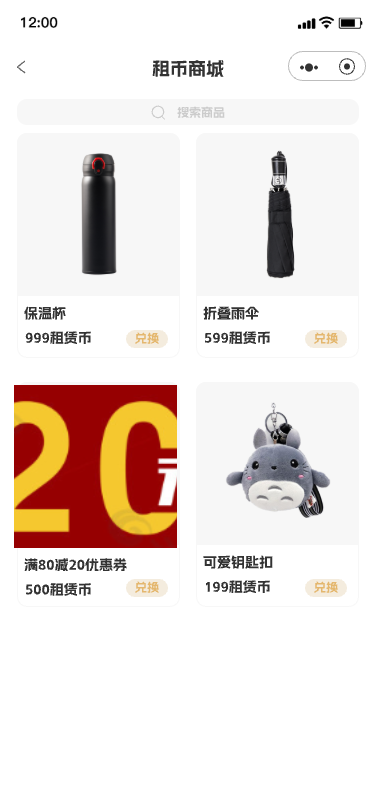 12:00
租币商城
搜索商品
保温杯
999租赁币
兑换
折叠雨伞
599租赁币
兑换
20
满80减20优惠券
500租赁币
兑换
可爱钥匙扣
199租赁币
兑换